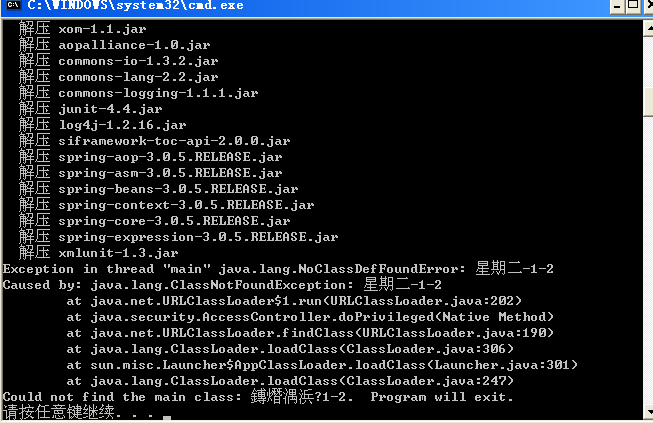 C:\WINDOWS\system32\cmd.exe
解压 xom-1.1.jar
解压 aopalliance-1.0.jar
解压 commons-io-1.3.2.jar
解压 commons-lang-2.2.jar
解压 commons-logging-1.1.1.jar
解压 junit-4.4.jar
解压 log4j-1.2.16.jar
解压 siframework-toc-api-2.0.0.jar
解压 spring-aop-3.0.5.RELEASE.jar
解压 spring-asm-3.0.5.RELEASE.jar
解压 spring-beans-3.0.5.RELEASE.jar
解压 spring-context-3.0.5.RELEASE.jar
解压 spring-core-3.0.5.RELEASE.jar
解压 spring-expression-3.0.5.RELEASE.jar
解压 xmlunit-1.3.jar
Exception in thread "main" java.lang.NoClassDefFoundError: 星期二-1-2
Caused by: java.lang.ClassNotFoundException: 星期二-1-2
at java.net.URLClassLoader$1.run(URLClassLoader.java:202)
at java.security.AccessController.doPrivileged(Native Method)
at java.net.URLClassLoader.findClass(URLClassLoader.java:190)
at java.lang.ClassLoader.loadClass(ClassLoader.java:306)
at sun.misc.Launcher$AppClassLoader.loadClass(Launcher.java:301)
at java.lang.ClassLoader.loadClass(ClassLoader.java:247)
Could not find the main class: 鏄熸湡浜?1-2.  Program will exit.
请按任意键继续. . .